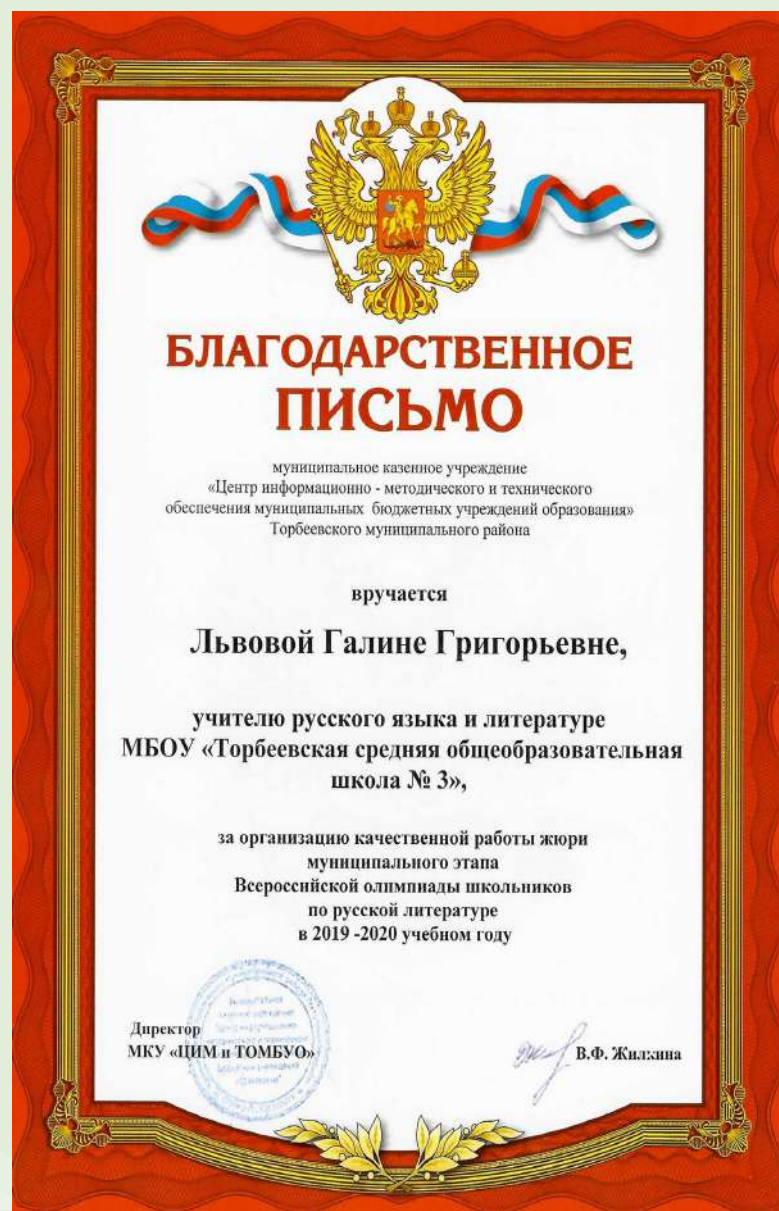 БЛАГОДАРСТВЕННОЕ
ПИСЬМО
муниципальное казенное учреждение
«Центр информационно - методического и технического
обеспечения муниципальных бюджетных учреждений образования»
Торбеевского муниципального района
вручается
Львовой Галине Григорьевне,
учителю русского языка и литературе
МБОУ «Торбеевская средняя общеобразовательная
школа № 3»,
за организацию качественной работы жюри
муниципального этапа
Всероссийской олимпиады школьников
по русской литературе
в 2019 -2020 учебном году
Директор
МКУ «ЦИМ и ТОМБУО»
В.Ф. Жилкина